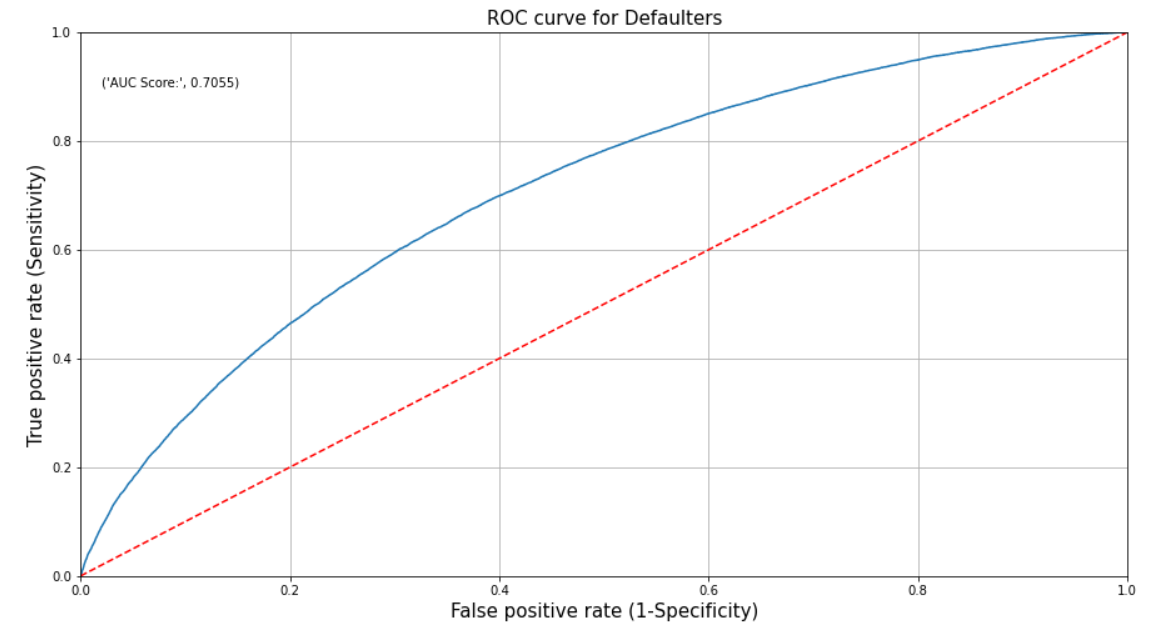 ROC curve for Defaulters
('AUC Score:', 0.7055)
True positive rate (Sensitivity)
1.0
0.8
0.6
0.4
0.2
0.0
0.0 0.2 0.4 0.6 0.8 1.0
False positive rate (1-Specificity)